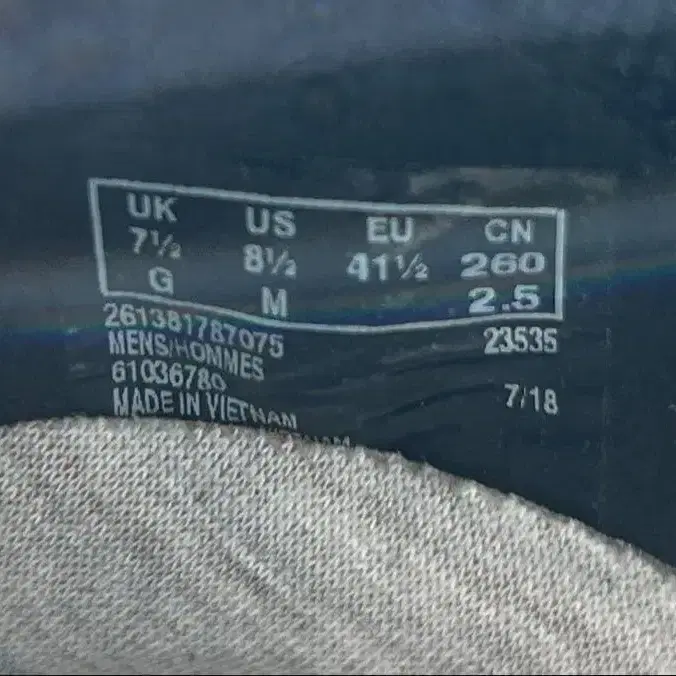 UK US EU CN
7½ 8½ 41½ 260
G M 2.5
261381787075 23535
MENS/HOMMES
61036780 7/18
MADE IN VIETNAM